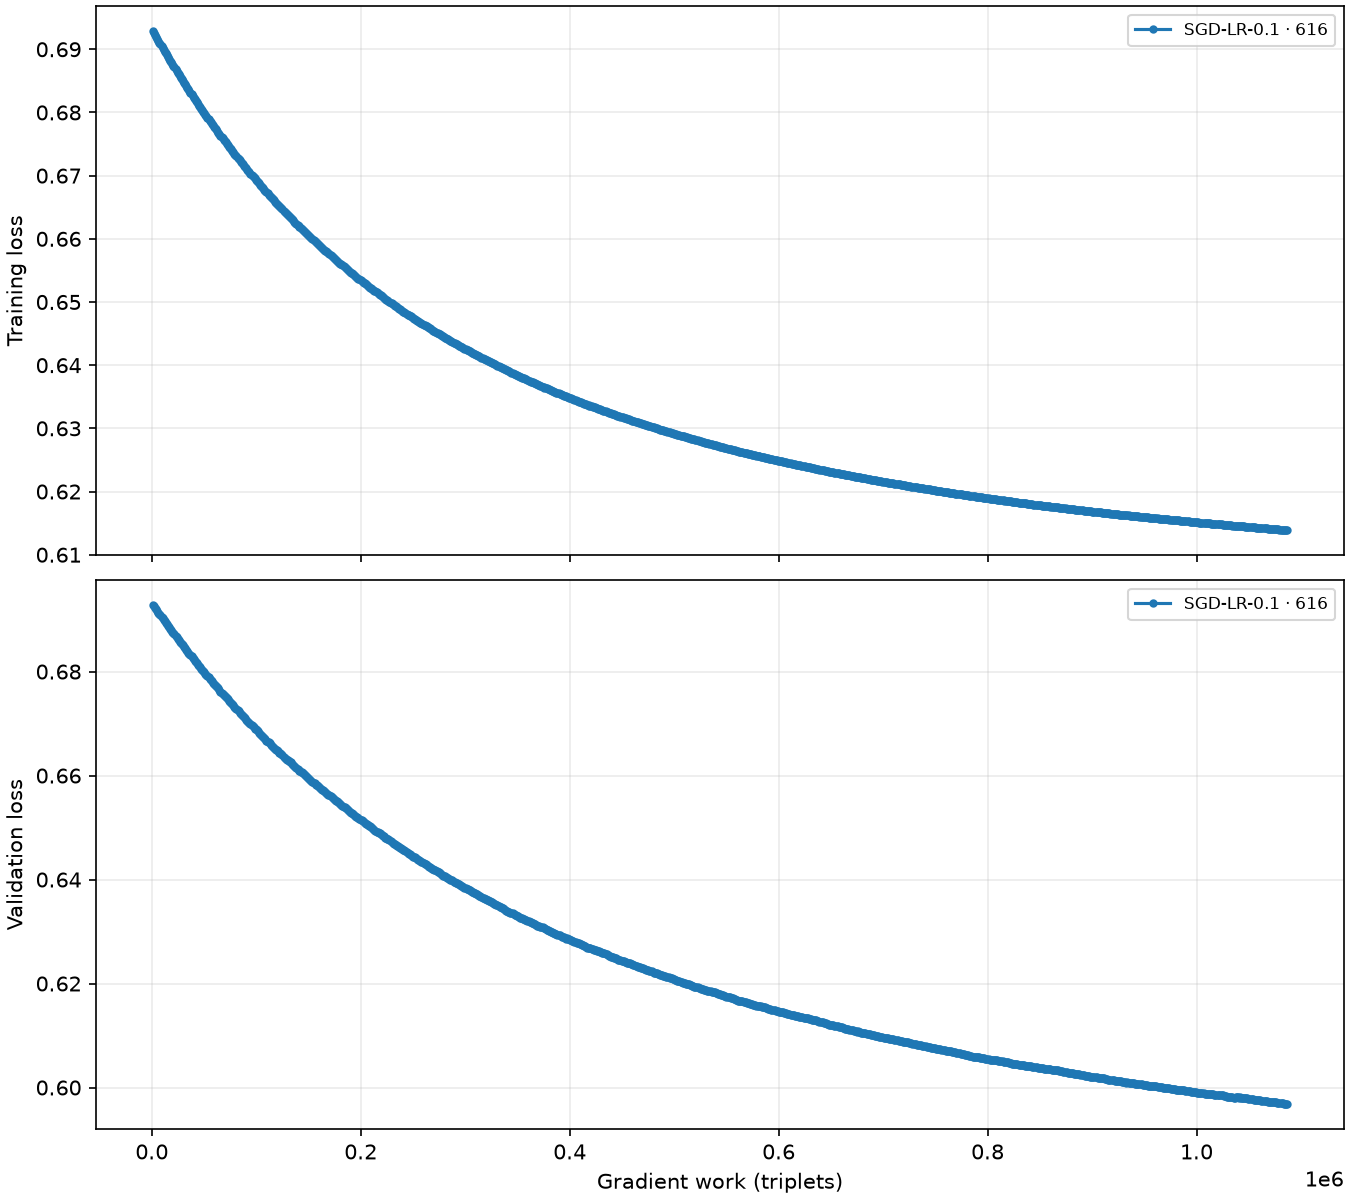 SGD-LR-0.1 · 616
0.69
0.68
0.67
0.66
0.65
0.64
0.63
0.62
0.61
Training loss
SGD-LR-0.1 · 616
0.68
0.66
0.64
0.62
0.60
Validation loss
0.0 0.2 0.4 0.6 0.8 1.0
Gradient work (triplets)
1e6